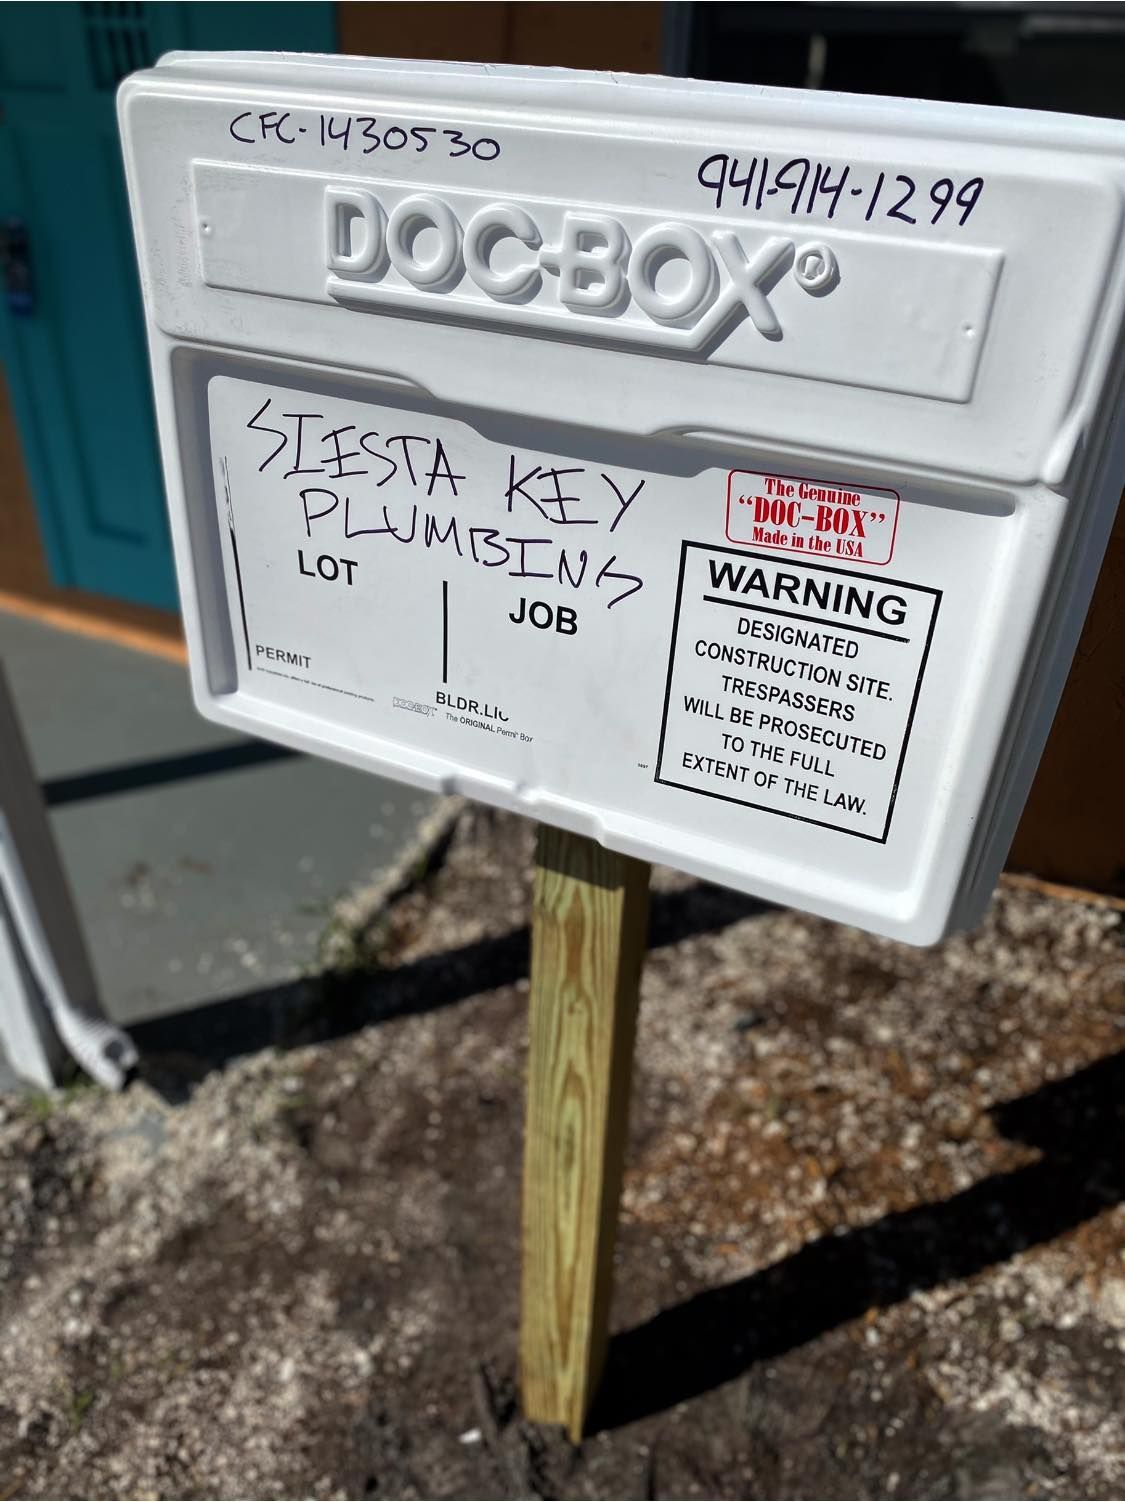 CFC-1430530
941-914-1299
DOC-BOX®
SIESTA KEY
PLUMBING
LOT
JOB
PERMIT
BLDR.LIC
DOC-BOX
The ORIGINAL Permit Box
The Genuine
“DOC-BOX”
Made in the USA
WARNING
DESIGNATED
CONSTRUCTION SITE.
TRESPASSERS
WILL BE PROSECUTED
TO THE FULL
EXTENT OF THE LAW.